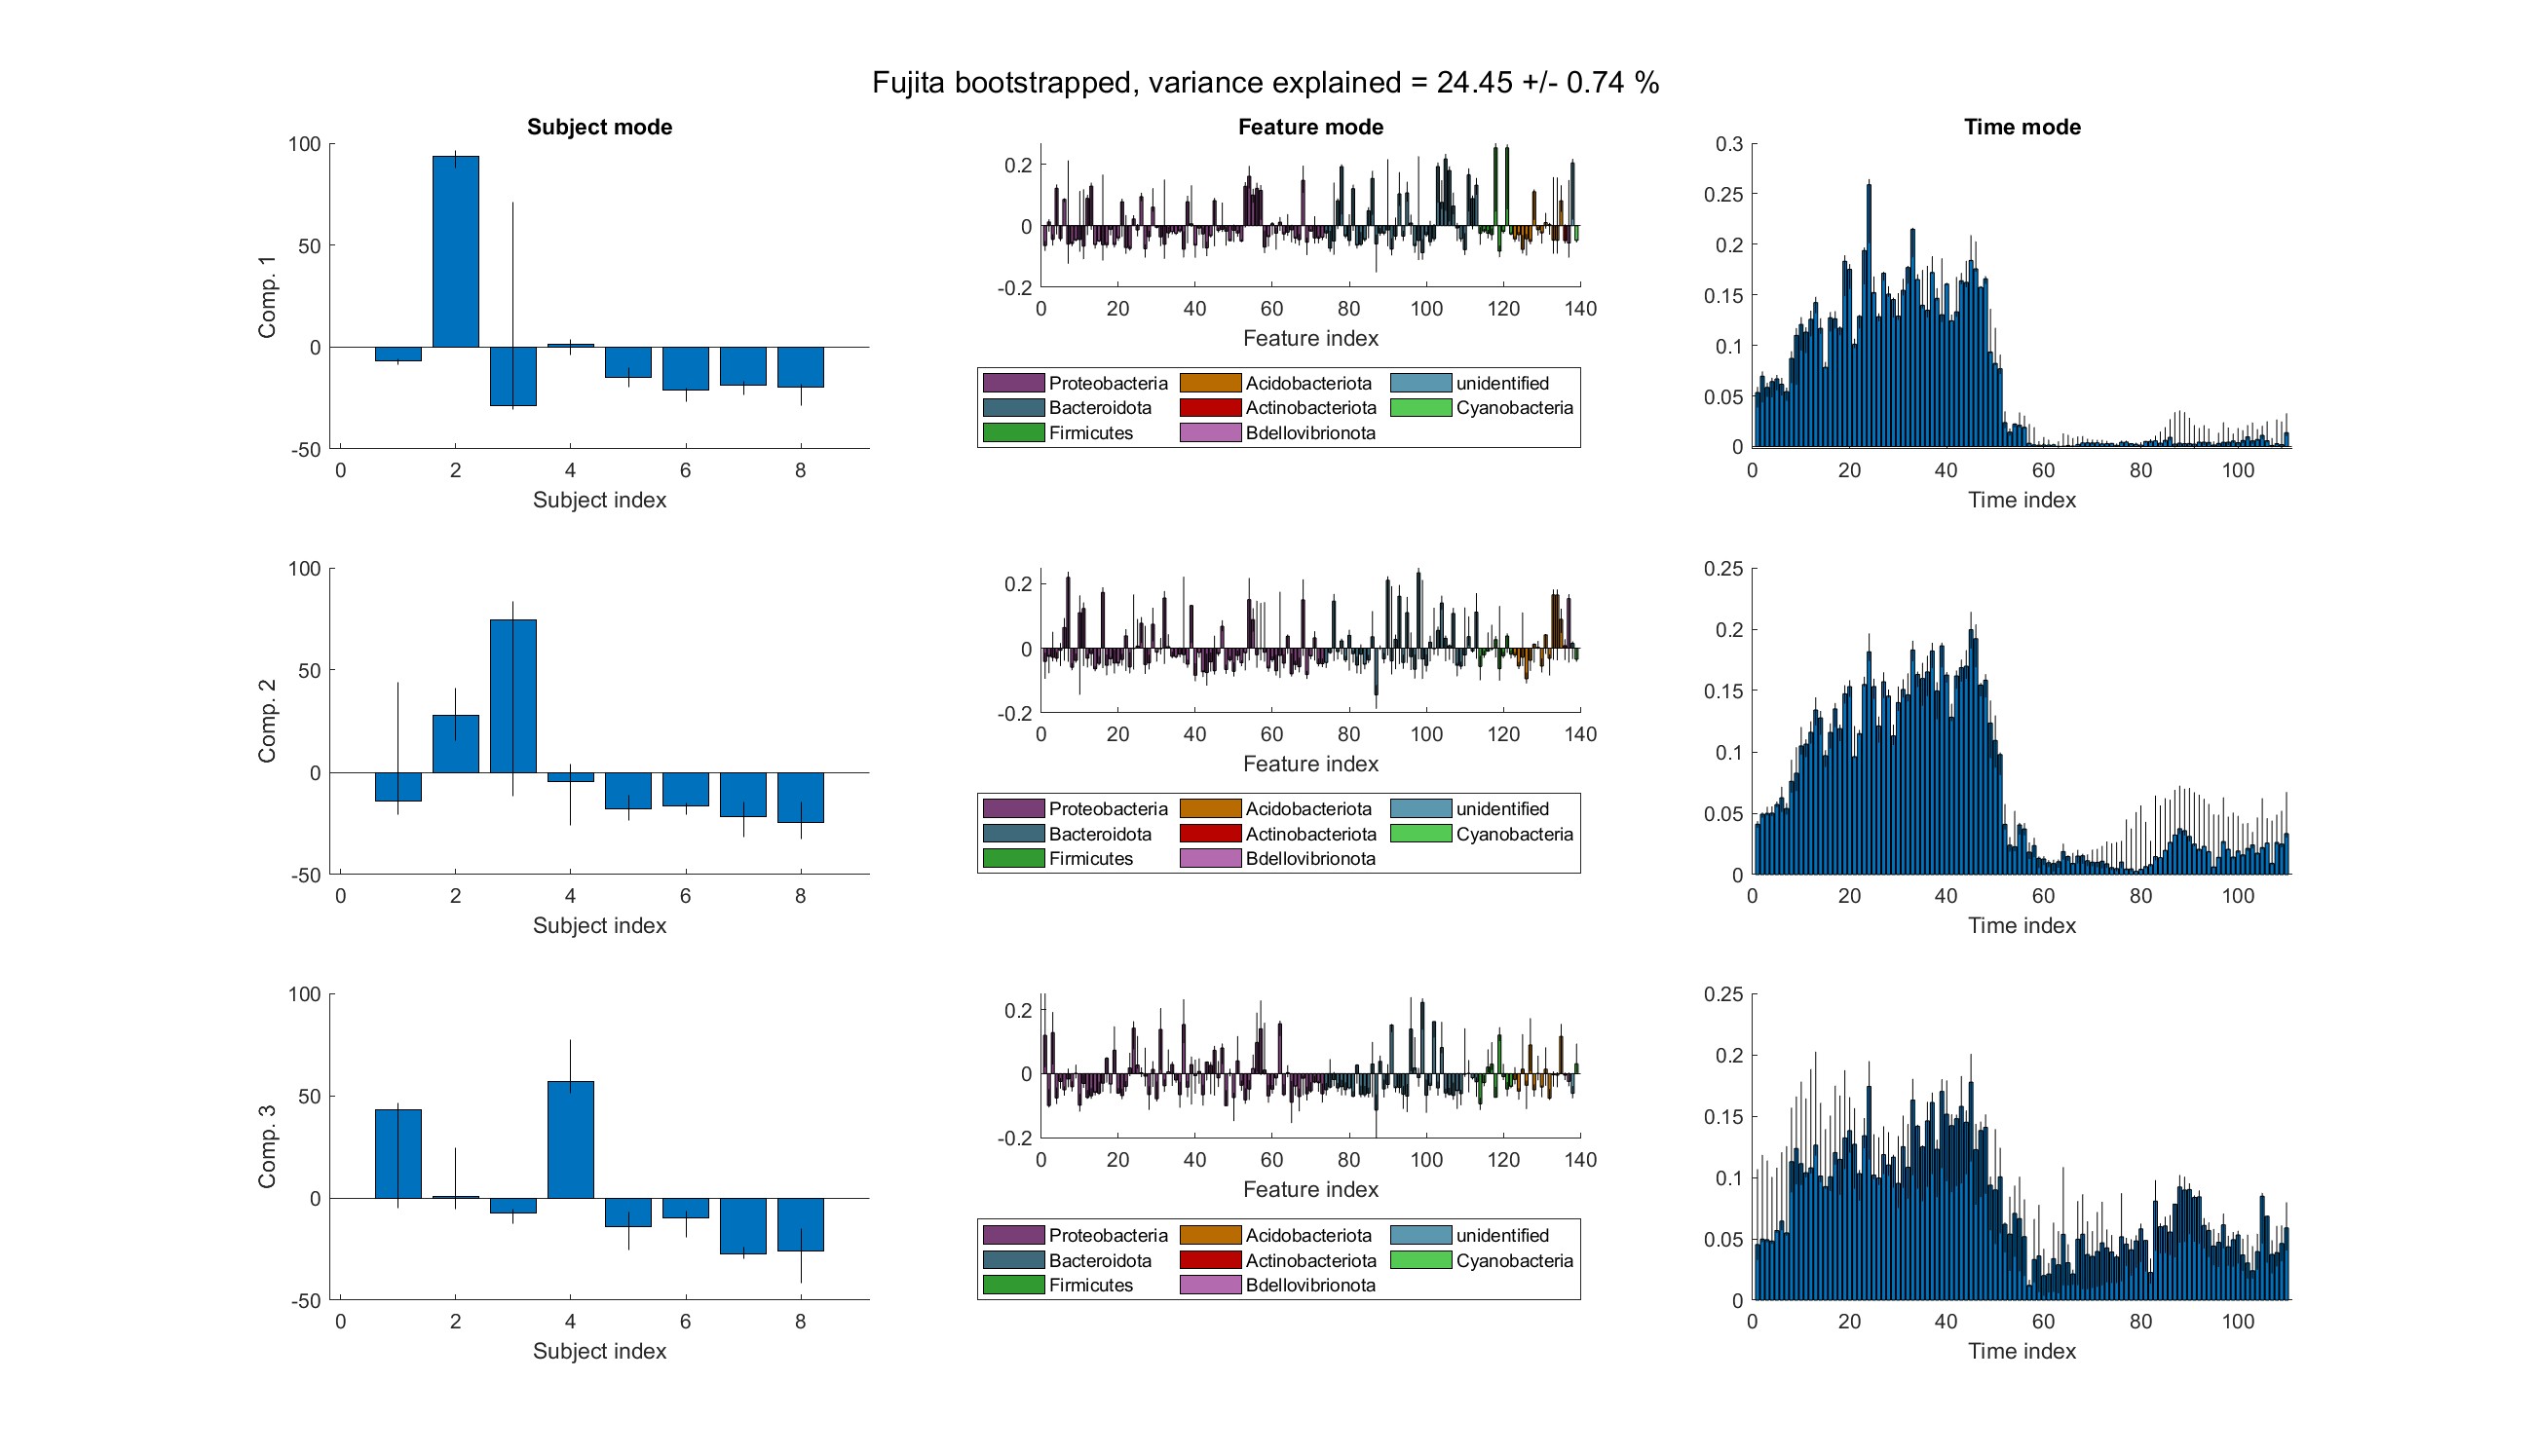 Fujita bootstrapped, variance explained = 24.45 +/- 0.74 %
Subject mode
Feature mode
Time mode
Comp. 1
100
50
0
-50
0 2 4 6 8
Subject index
0.2
0
-0.2
0 20 40 60 80 100 120 140
Feature index
Proteobacteria Acidobacteriota unidentified
Bacteroidota Actinobacteriota Cyanobacteria
Firmicutes Bdellovibrionota
0.3
0.25
0.2
0.15
0.1
0.05
0
0 20 40 60 80 100
Time index
Comp. 2
100
50
0
-50
0 2 4 6 8
Subject index
0.2
0
-0.2
0 20 40 60 80 100 120 140
Feature index
Proteobacteria Acidobacteriota unidentified
Bacteroidota Actinobacteriota Cyanobacteria
Firmicutes Bdellovibrionota
0.25
0.2
0.15
0.1
0.05
0
0 20 40 60 80 100
Time index
Comp. 3
100
50
0
-50
0 2 4 6 8
Subject index
0.2
0
-0.2
0 20 40 60 80 100 120 140
Feature index
Proteobacteria Acidobacteriota unidentified
Bacteroidota Actinobacteriota Cyanobacteria
Firmicutes Bdellovibrionota
0.25
0.2
0.15
0.1
0.05
0
0 20 40 60 80 100
Time index